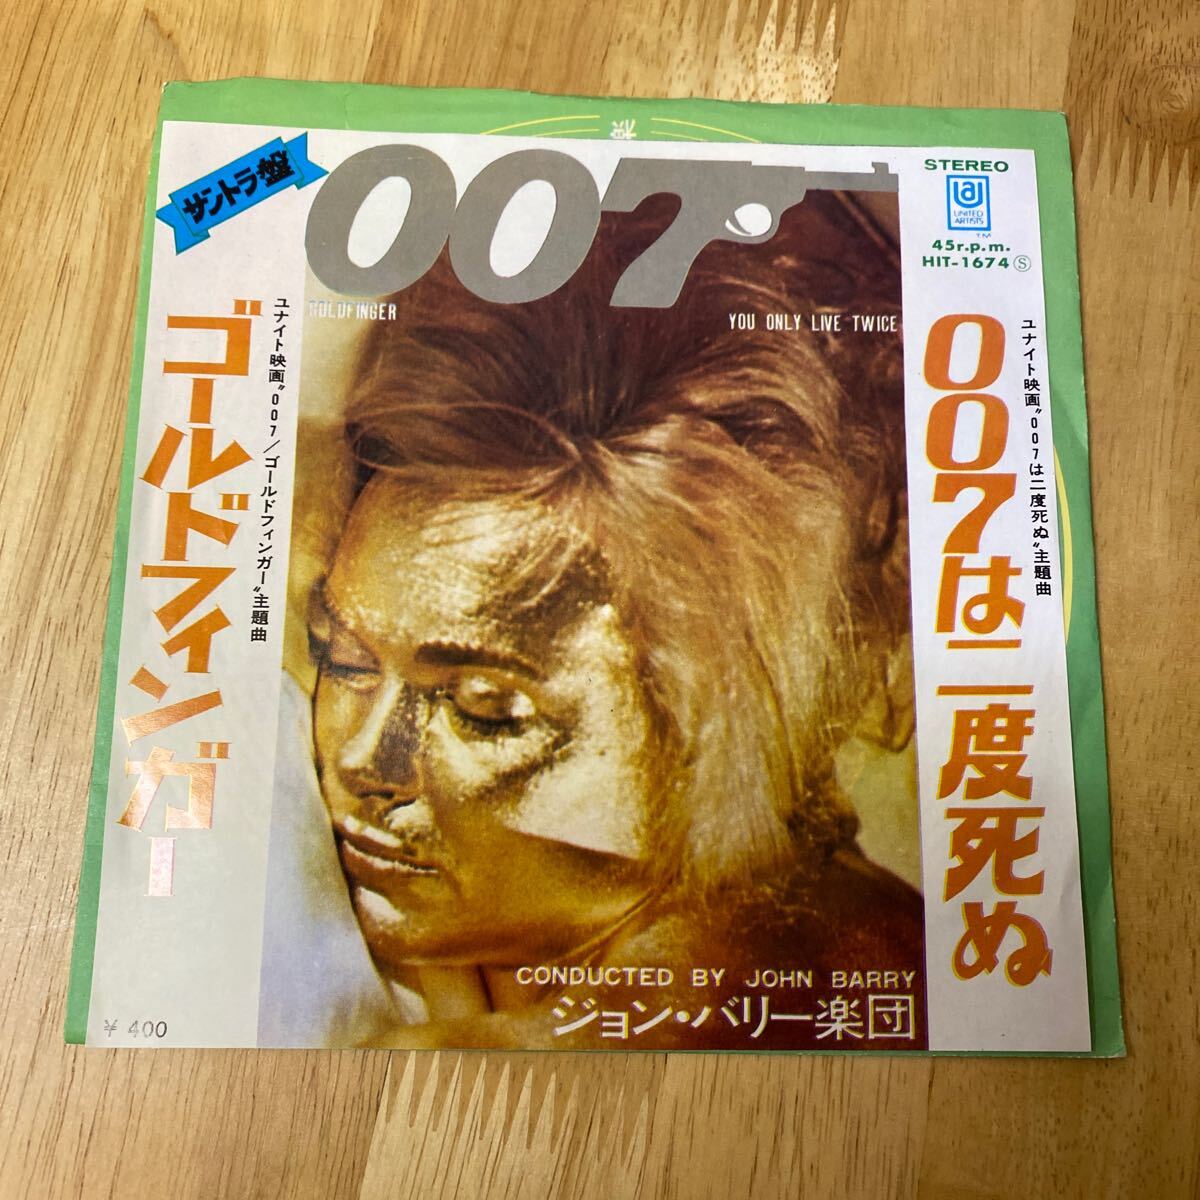 サントラ盤
007
GOLDFINGER
YOU ONLY LIVE TWICE
STEREO
UA
UNITED
ARTISTS
TM
45r.p.m.
HIT-1674Ⓢ
ユナイト映画"007/ゴールドフィンガー"主題曲
ゴールドフィンガー
ユナイト映画"007は二度死ぬ"主題曲
007は二度死ぬ
CONDUCTED BY JOHN BARRY
ジョン・バリー楽団
¥ 400